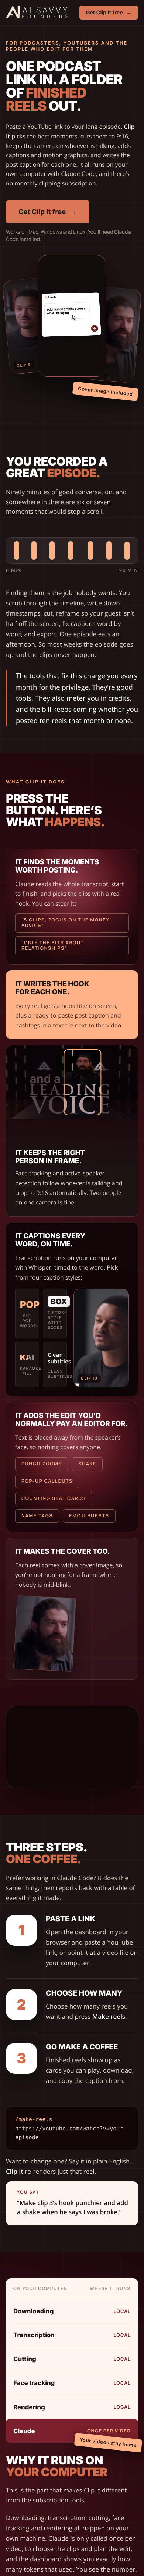 AI SAVVY
FOUNDERS
Get Clip It free →
FOR PODCASTERS, YOUTUBERS AND THE
PEOPLE WHO EDIT FOR THEM
ONE PODCAST
LINK IN. A FOLDER
OF FINISHED
REELS OUT.
Paste a YouTube link to your long episode. Clip
It picks the best moments, cuts them to 9:16,
keeps the camera on whoever is talking, adds
captions and motion graphics, and writes the
post caption for each one. It all runs on your
own computer with Claude Code, and there's
no monthly clipping subscription.
Get Clip It free →
Works on Mac, Windows and Linux. You'll need Claude
Code installed.
CLIP 5
Cover image included
YOU RECORDED A
GREAT EPISODE.
Ninety minutes of good conversation, and
somewhere in there are six or seven
moments that would stop a scroll.
0 MIN
90 MIN
Finding them is the job nobody wants. You
scrub through the timeline, write down
timestamps, cut, reframe so your guest isn't
half off the screen, fix captions word by
word, and export. One episode eats an
afternoon. So most weeks the episode goes
up and the clips never happen.
The tools that fix this charge you every
month for the privilege. They're good
tools. They also meter you in credits,
and the bill keeps coming whether you
posted ten reels that month or none.
WHAT CLIP IT DOES
PRESS THE
BUTTON. HERE'S
WHAT HAPPENS.
IT FINDS THE MOMENTS
WORTH POSTING.
Claude reads the whole transcript, start
to finish, and picks the clips with a real
hook. You can steer it:
"5 CLIPS, FOCUS ON THE MONEY
ADVICE"
"ONLY THE BITS ABOUT
RELATIONSHIPS"
IT WRITES THE HOOK
FOR EACH ONE.
Every reel gets a hook title on screen,
plus a ready-to-paste post caption and
hashtags in a text file next to the video.
and a
LEADING
VOICE
IT KEEPS THE RIGHT
PERSON IN FRAME.
Face tracking and active-speaker
detection follow whoever is talking and
crop to 9:16 automatically. Two people
on one camera is fine.
IT CAPTIONS EVERY
WORD, ON TIME.
Transcription runs on your computer
with Whisper, timed to the word. Pick
from four caption styles:
POP
BIG
POP
WORDS
BOX
TIKTOK-
STYLE
WORD
BOXES
KARAOKE
FILL
Clean
subtitles
CLEAN
SUBTITLES
CLIP 10
IT ADDS THE EDIT YOU'D
NORMALLY PAY AN EDITOR FOR.
Text is placed away from the speaker's
face, so nothing covers anyone.
PUNCH ZOOMS
SHAKE
POP-UP CALLOUTS
COUNTING STAT CARDS
NAME TAGS
EMOJI BURSTS
IT MAKES THE COVER TOO.
Each reel comes with a cover image, so
you're not hunting for a frame where
nobody is mid-blink.
THREE STEPS.
ONE COFFEE.
Prefer working in Claude Code? It does the
same thing, then reports back with a table of
everything it made.
1
PASTE A LINK
Open the dashboard in your
browser and paste a YouTube
link, or point it at a video file on
your computer.
2
CHOOSE HOW MANY
Choose how many reels you
want and press Make reels.
3
GO MAKE A COFFEE
Finished reels show up as
cards you can play, download,
and copy the caption from.
/make-reels
https://youtube.com/watch?v=your-
episode
Want to change one? Say it in plain English.
Clip It re-renders just that reel.
YOU SAY
"Make clip 3's hook punchier and add
a shake when he says I was broke."
ON YOUR COMPUTER
WHERE IT RUNS
Downloading
LOCAL
Transcription
LOCAL
Cutting
LOCAL
Face tracking
LOCAL
Rendering
LOCAL
Claude
ONCE PER VIDEO
Your videos stay home
WHY IT RUNS ON
YOUR COMPUTER
This is the part that makes Clip It different
from the subscription tools.
Downloading, transcription, cutting, face
tracking and rendering all happen on your
own machine. Claude is only called once per
video, to choose the clips and plan the edit,
and the dashboard shows you exactly how
many tokens that used. You see the number.